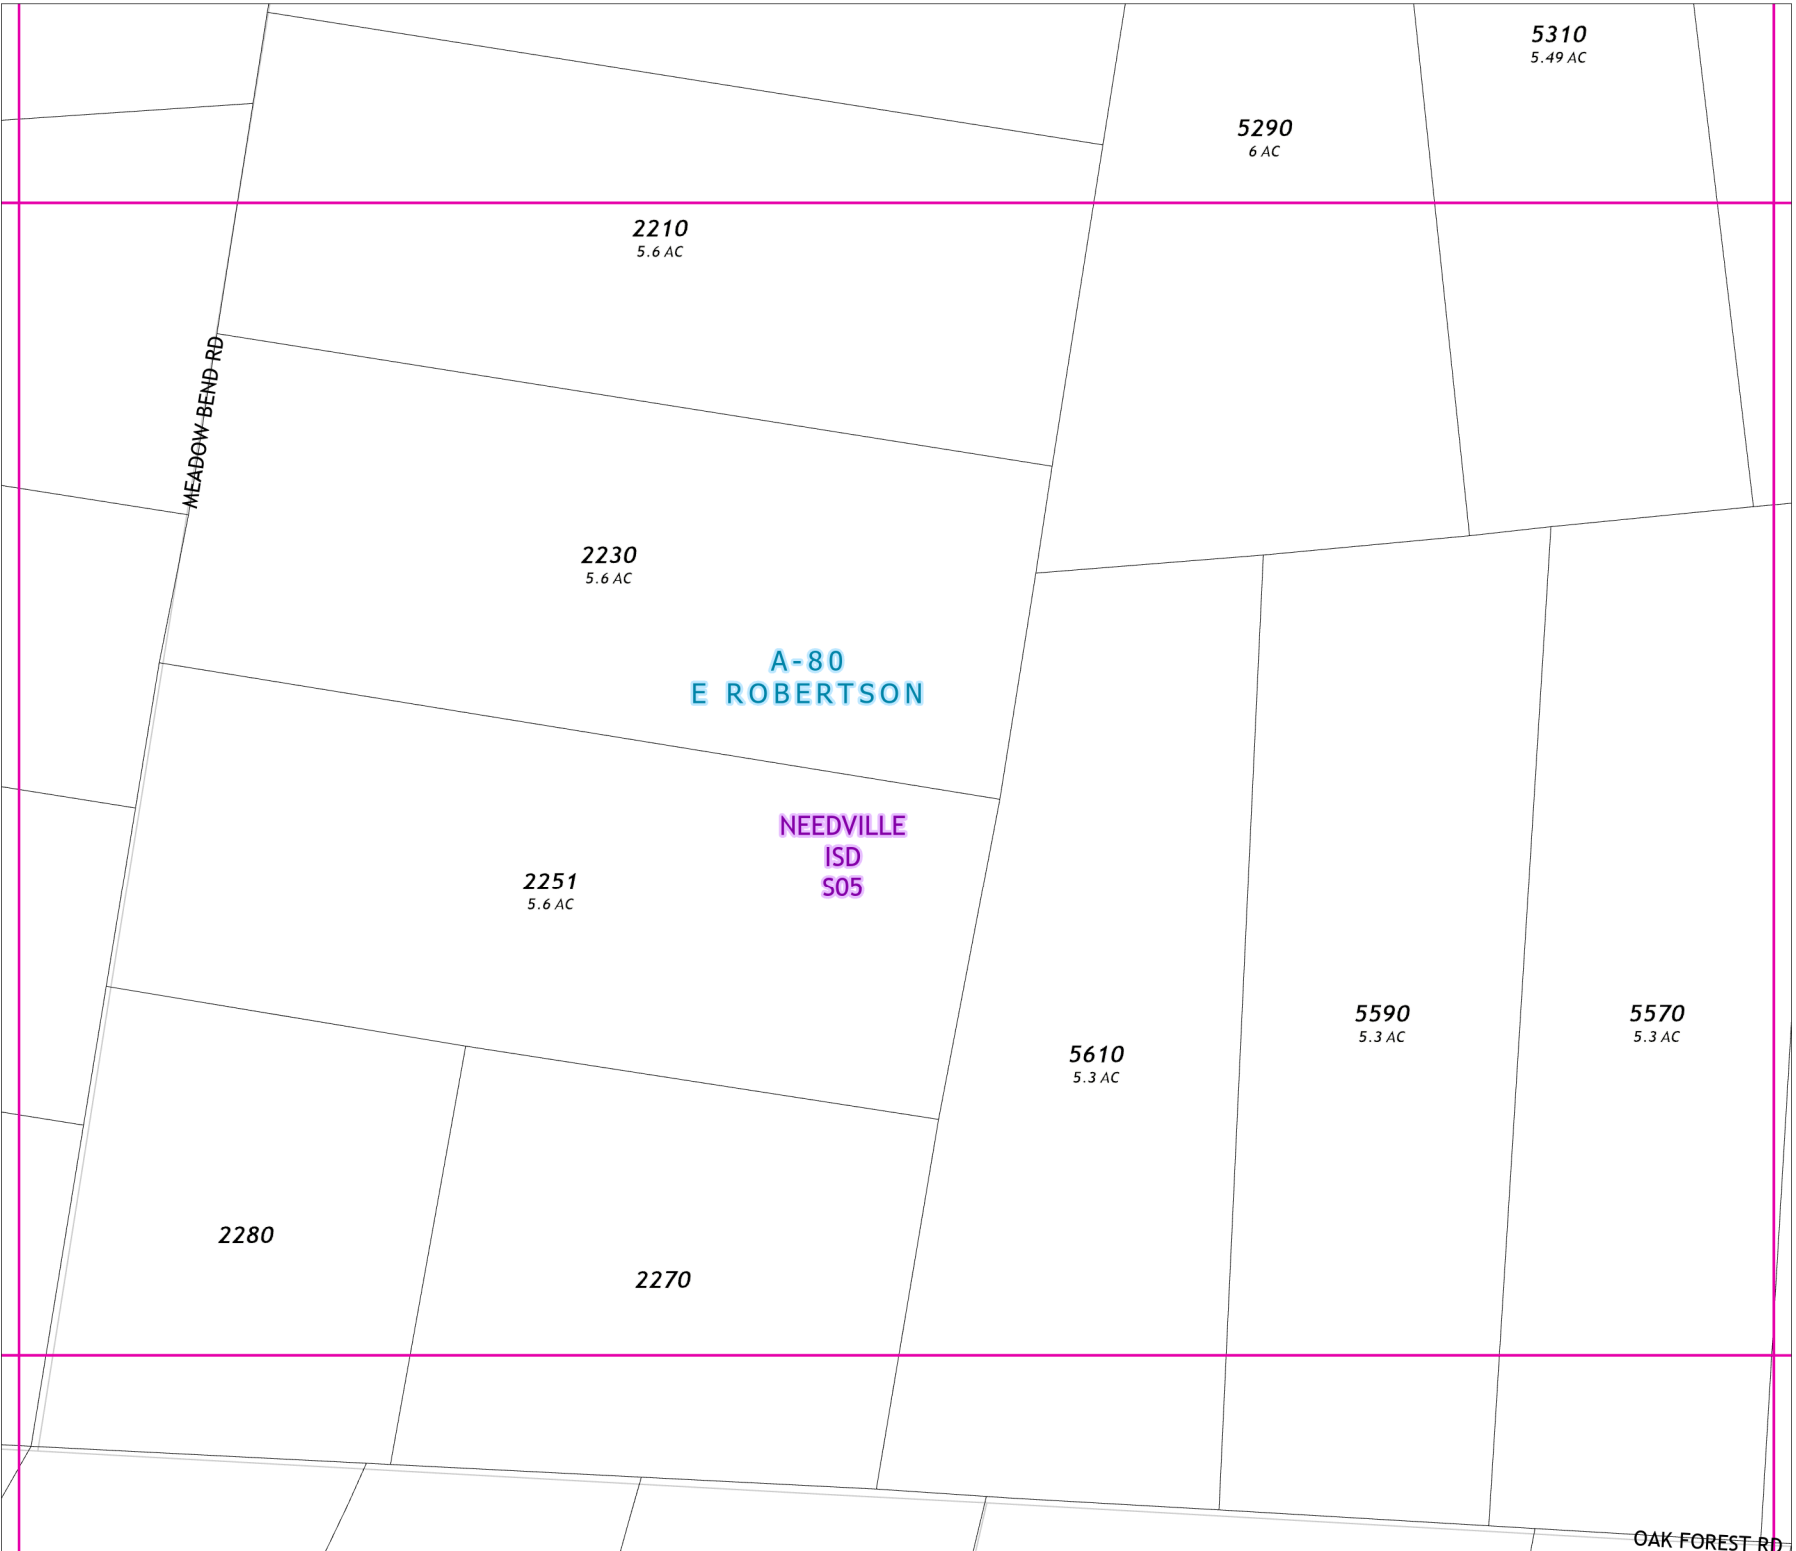 5310
5.49 AC
5290
6 AC
2210
5.6 AC
MEADOW BEND RD
2230
5.6 AC
A-80
E ROBERTSON
NEEDVILLE
ISD
S05
2251
5.6 AC
5590
5.3 AC
5570
5.3 AC
5610
5.3 AC
2280
2270
OAK FOREST RD